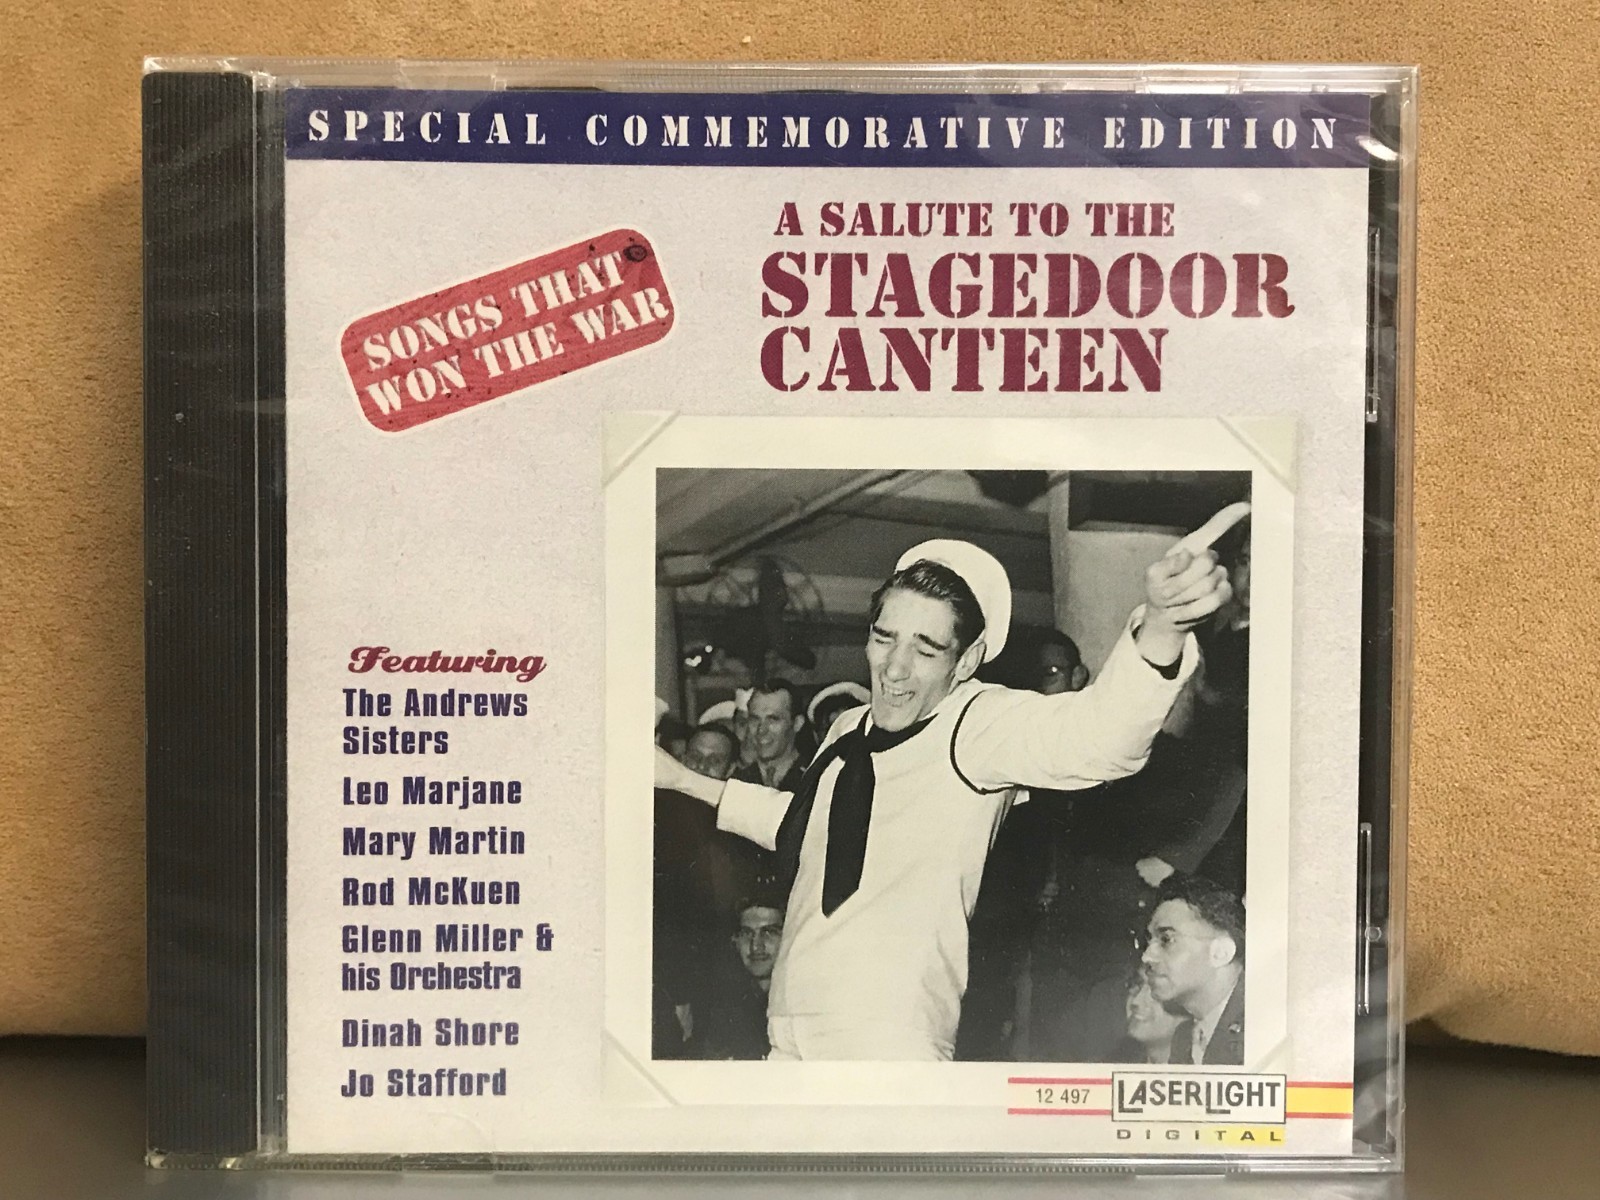 SPECIAL COMMEMORATIVE EDITION
A SALUTE TO THE
STAGEDOOR
CANTEEN
SONGS THAT
WON THE WAR
Featuring
The Andrews
Sisters
Leo Marjane
Mary Martin
Rod McKuen
Glenn Miller &
his Orchestra
Dinah Shore
Jo Stafford
12 497
LASERLIGHT
DIGITAL